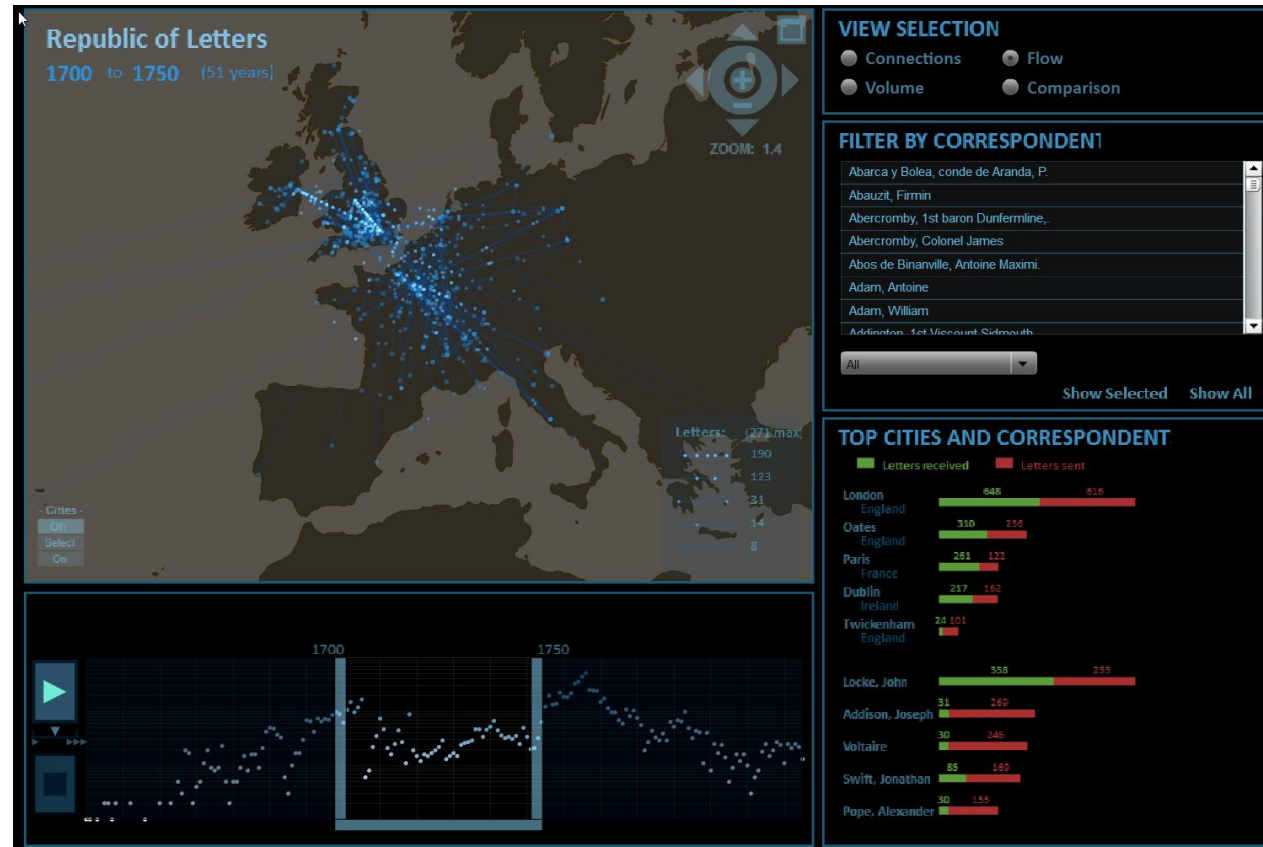 Republic of Letters
1700 to 1750 (51 years)
ZOOM: 1.4
Letters: (271 max)
190
123
31
14
8
- Cities -
Off
Select
On
1700 1750
VIEW SELECTION
Connections Flow
Volume Comparison
FILTER BY CORRESPONDENT
Abarca y Bolea, conde de Aranda, P.
Abauzit, Firmin
Abercromby, 1st baron Dunfermline,.
Abercromby, Colonel James
Abos de Binanville, Antoine Maximi.
Adam, Antoine
Adam, William
Addington, 1st Viscount Sidmouth
All
Show Selected Show All
TOP CITIES AND CORRESPONDENT
Letters received Letters sent
London 648 616
England
Oates 310 256
England
Paris 261 122
France
Dublin 217 162
Ireland
Twickenham 24 101
England
Locke, John 358 255
Addison, Joseph 31 269
Voltaire 30 246
Swift, Jonathan 85 169
Pope, Alexander 30 155